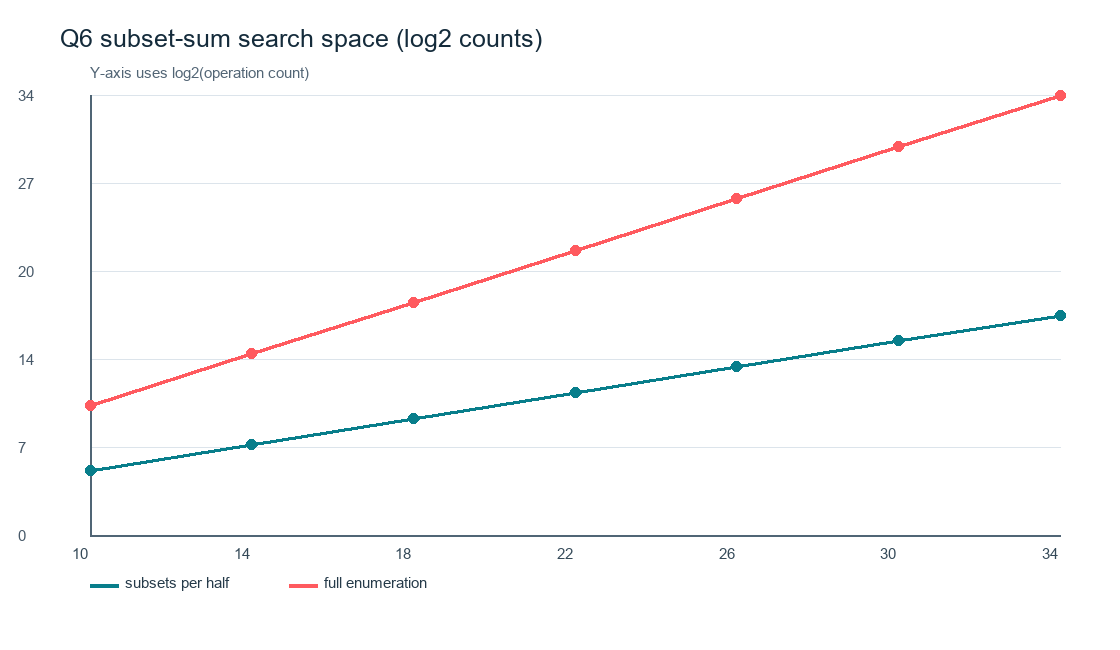 Q6 subset-sum search space (log2 counts)
Y-axis uses log2(operation count)
34
27
20
14
7
0
10 14 18 22 26 30 34
subsets per half full enumeration